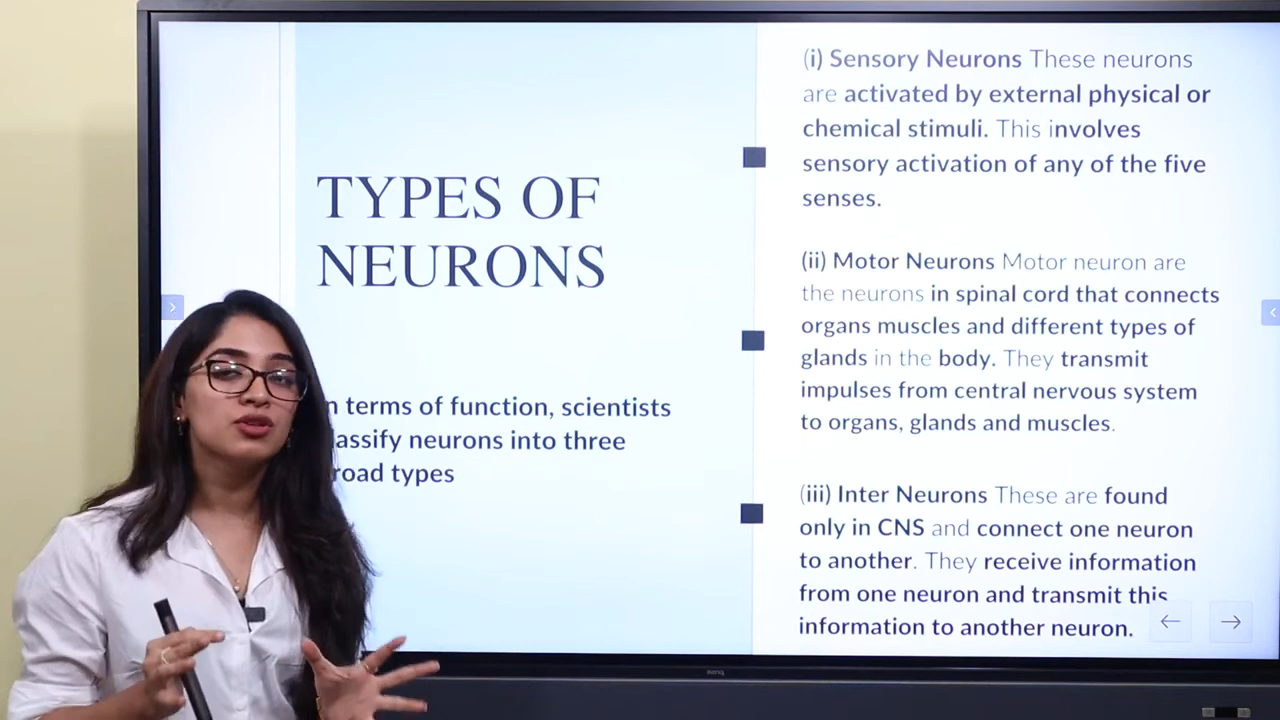 TYPES OF
NEURONS
n terms of function, scientists
assify neurons into three
road types
(i) Sensory Neurons These neurons
are activated by external physical or
chemical stimuli. This involves
sensory activation of any of the five
senses.
(ii) Motor Neurons Motor neuron are
the neurons in spinal cord that connects
organs muscles and different types of
glands in the body. They transmit
impulses from central nervous system
to organs, glands and muscles.
(iii) Inter Neurons These are found
only in CNS and connect one neuron
to another. They receive information
from one neuron and transmit this
information to another neuron.
BenQ